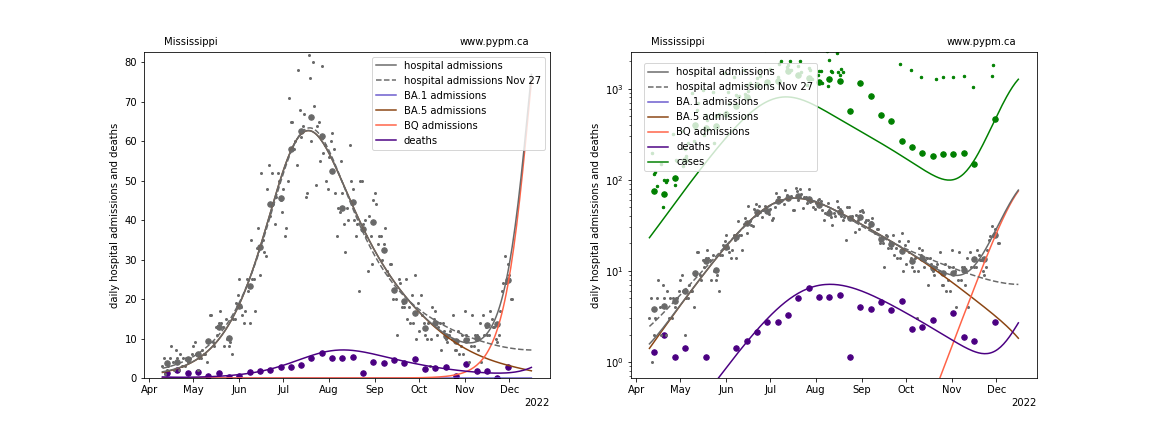 Mississippi www.pypm.ca
daily hospital admissions and deaths
80
70
60
50
40
30
20
10
0
hospital admissions
hospital admissions Nov 27
BA.1 admissions
BA.5 admissions
BQ admissions
deaths
Apr May Jun Jul Aug Sep Oct Nov Dec
2022
Mississippi www.pypm.ca
daily hospital admissions and deaths
10³
10²
10¹
10⁰
hospital admissions
hospital admissions Nov 27
BA.1 admissions
BA.5 admissions
BQ admissions
deaths
cases
Apr May Jun Jul Aug Sep Oct Nov Dec
2022